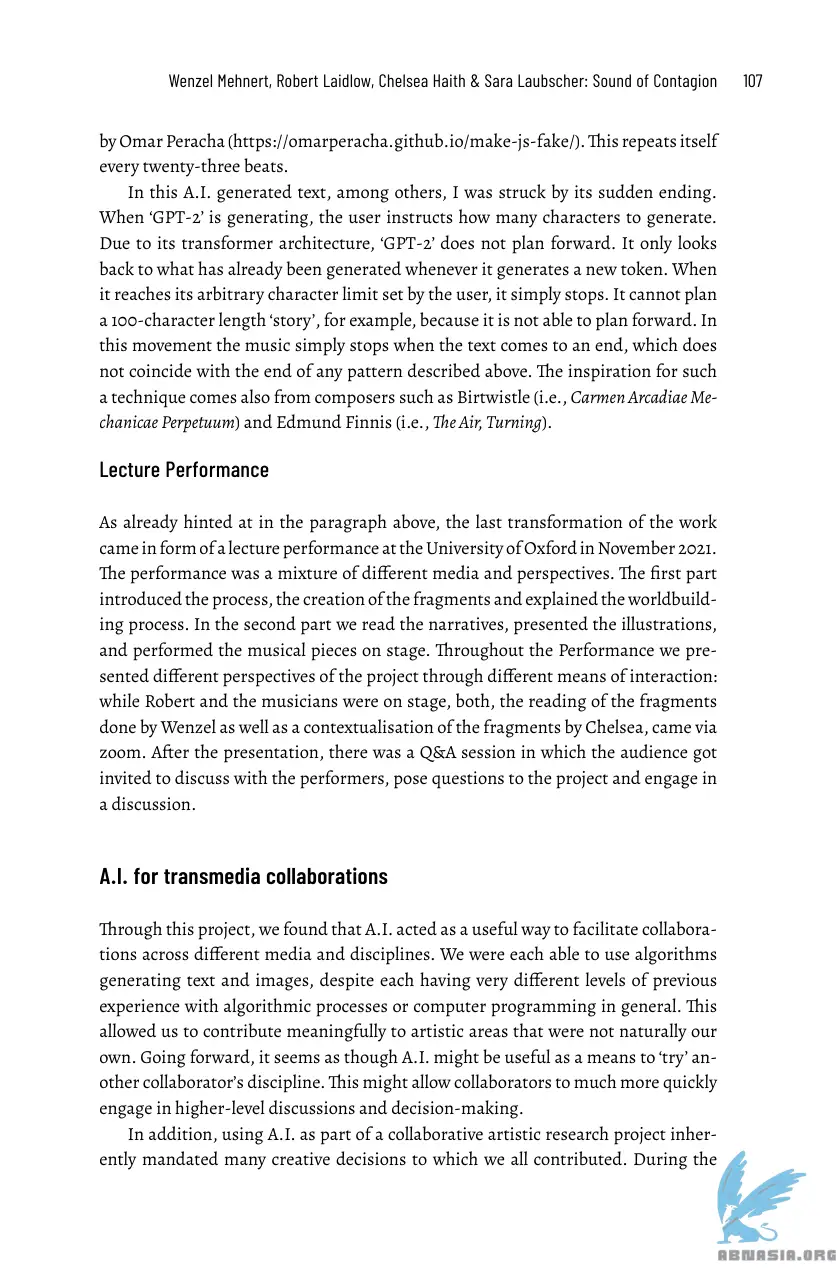 Wenzel Mehnert, Robert Laidlow, Chelsea Haith & Sara Laubscher: Sound of Contagion 107
by Omar Peracha (https://omarperacha.github.io/make-js-fake/). This repeats itself
every twenty-three beats.
In this A.I. generated text, among others, I was struck by its sudden ending.
When ‘GPT-2’ is generating, the user instructs how many characters to generate.
Due to its transformer architecture, ‘GPT-2’ does not plan forward. It only looks
back to what has already been generated whenever it generates a new token. When
it reaches its arbitrary character limit set by the user, it simply stops. It cannot plan
a 100-character length ‘story’, for example, because it is not able to plan forward. In
this movement the music simply stops when the text comes to an end, which does
not coincide with the end of any pattern described above. The inspiration for such
a technique comes also from composers such as Birtwistle (i.e., Carmen Arcadiae Me-
chanicae Perpetuum) and Edmund Finnis (i.e., The Air, Turning).
Lecture Performance
As already hinted at in the paragraph above, the last transformation of the work
came in form of a lecture performance at the University of Oxford in November 2021.
The performance was a mixture of different media and perspectives. The first part
introduced the process, the creation of the fragments and explained the worldbuild-
ing process. In the second part we read the narratives, presented the illustrations,
and performed the musical pieces on stage. Throughout the Performance we pre-
sented different perspectives of the project through different means of interaction:
while Robert and the musicians were on stage, both, the reading of the fragments
done by Wenzel as well as a contextualisation of the fragments by Chelsea, came via
zoom. After the presentation, there was a Q&A session in which the audience got
invited to discuss with the performers, pose questions to the project and engage in
a discussion.
A.I. for transmedia collaborations
Through this project, we found that A.I. acted as a useful way to facilitate collabora-
tions across different media and disciplines. We were each able to use algorithms
generating text and images, despite each having very different levels of previous
experience with algorithmic processes or computer programming in general. This
allowed us to contribute meaningfully to artistic areas that were not naturally our
own. Going forward, it seems as though A.I. might be useful as a means to ‘try’ an-
other collaborator’s discipline. This might allow collaborators to much more quickly
engage in higher-level discussions and decision-making.
In addition, using A.I. as part of a collaborative artistic research project inher-
ently mandated many creative decisions to which we all contributed. During the
ABNASIA.ORG